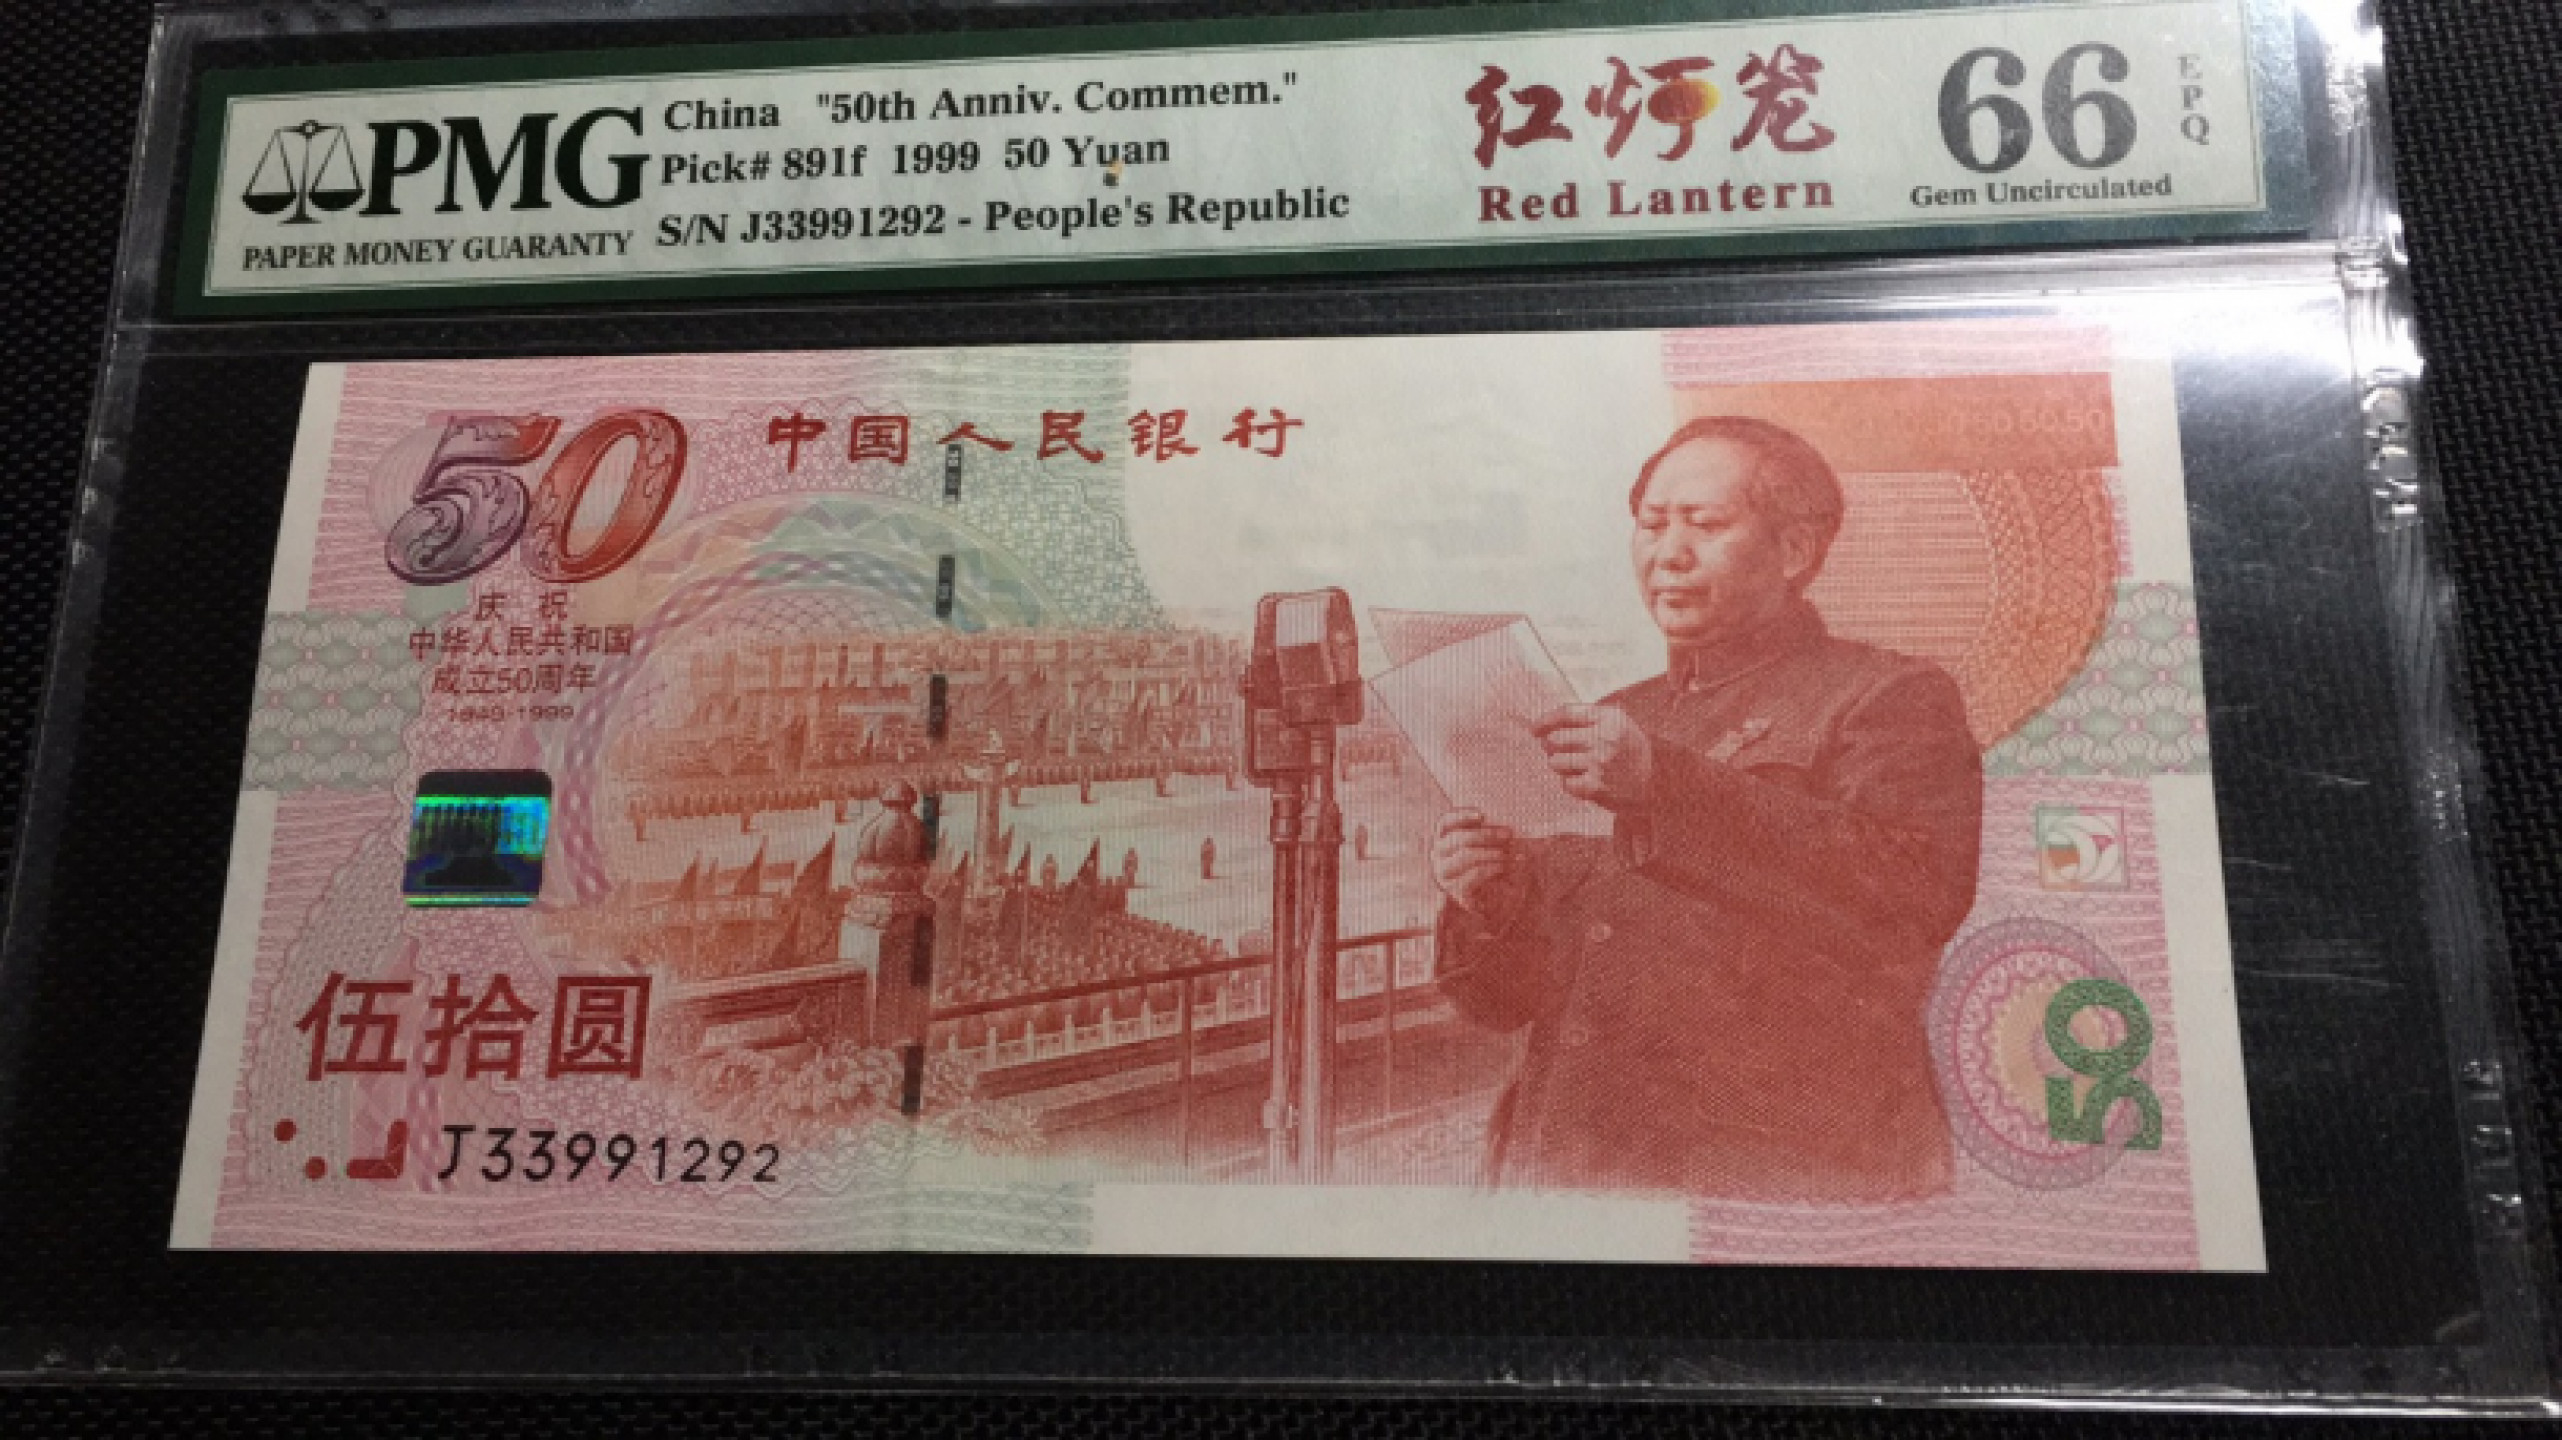 PMG
PAPER MONEY GUARANTY
China "50th Anniv. Commem."
Pick# 891f 1999 50 Yuan
S/N J33991292 - People's Republic
红灯笼
Red Lantern
66
EPQ
Gem Uncirculated
50
中国人民银行
庆祝
中华人民共和国
成立50周年
1949-1999
伍拾圆
J33991292
50